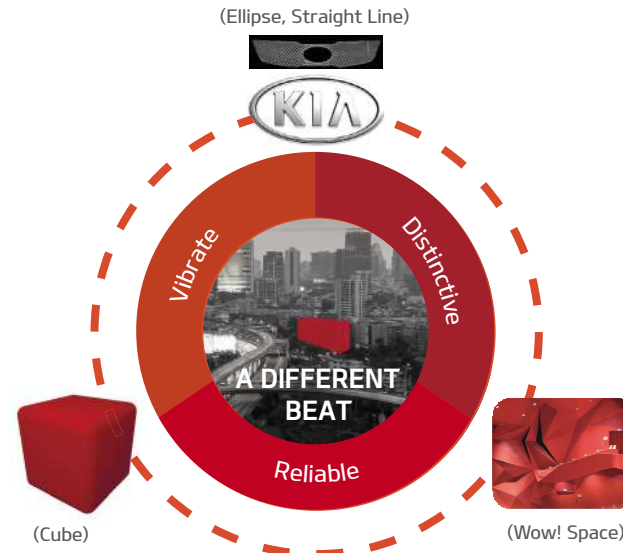 (Ellipse, Straight Line)
KIA
Vibrate
Distinctive
A DIFFERENT
BEAT
Reliable
(Cube)
(Wow! Space)